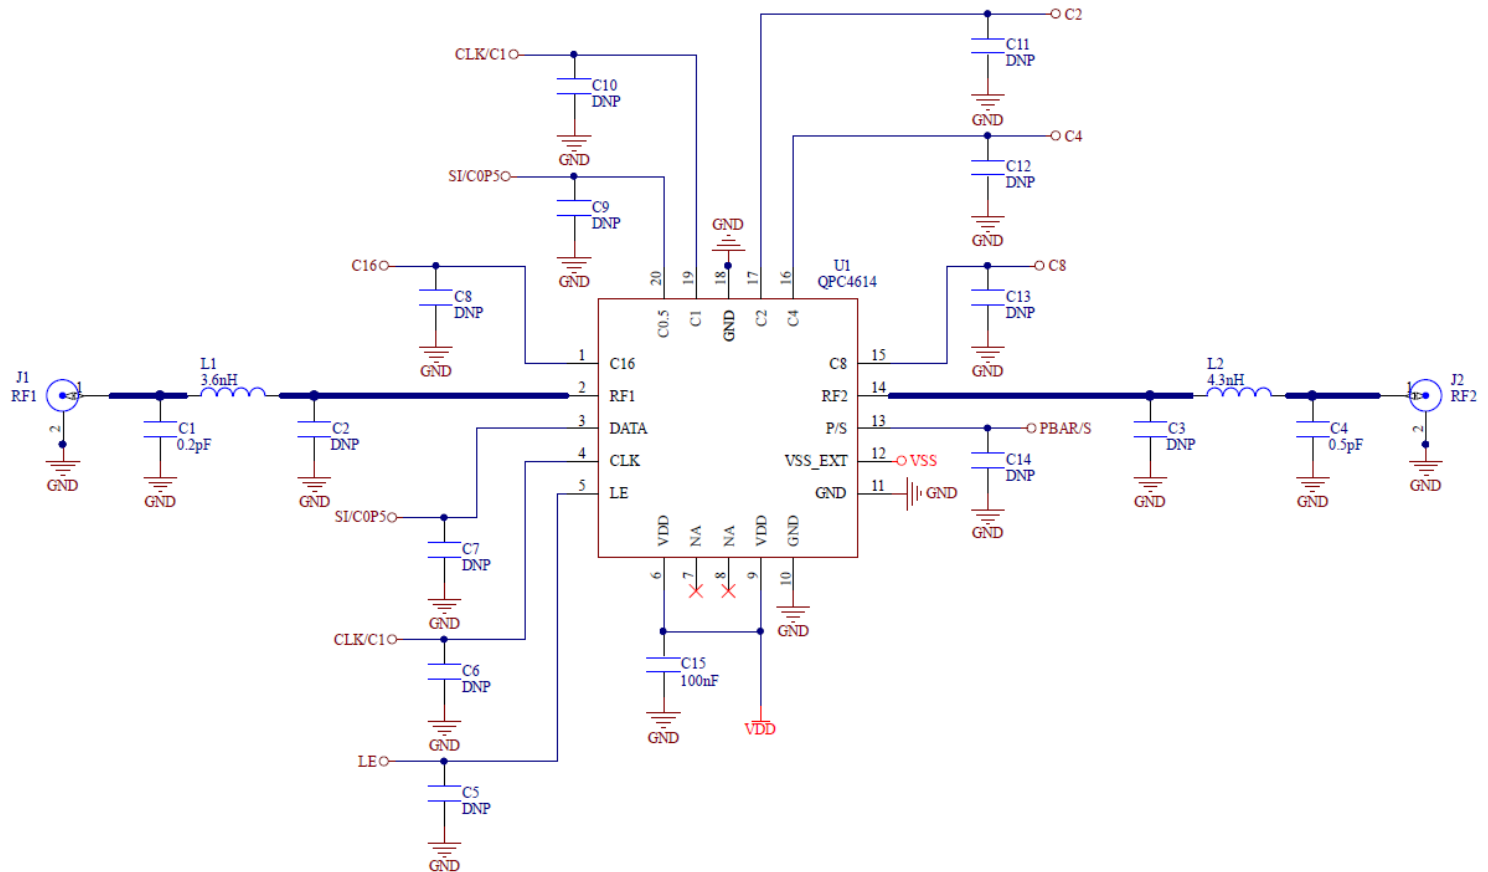 C2
C11
DNP
GND
CLK/C1
C10
DNP
GND
C4
C12
DNP
GND
SI/C0P5
C9
DNP
GND
GND
C16
C8
DNP
GND
U1
QPC4614
C8
C13
DNP
GND
20
19
18
17
16
C0.5
C1
GND
C2
C4
1
C16
2
RF1
3
DATA
4
CLK
5
LE
C8
15
RF2
14
P/S
13
VSS_EXT
12
GND
11
VDD
NA
NA
VDD
GND
6
7
8
9
10
J1
RF1
1
2
GND
L1
3.6nH
C1
0.2pF
GND
C2
DNP
GND
PBAR/S
VSS
GND
C14
DNP
GND
L2
4.3nH
C3
DNP
GND
C4
0.5pF
GND
J2
RF2
1
2
GND
SI/C0P5
C7
DNP
GND
CLK/C1
C6
DNP
GND
LE
C5
DNP
GND
C15
100nF
GND
VDD
GND